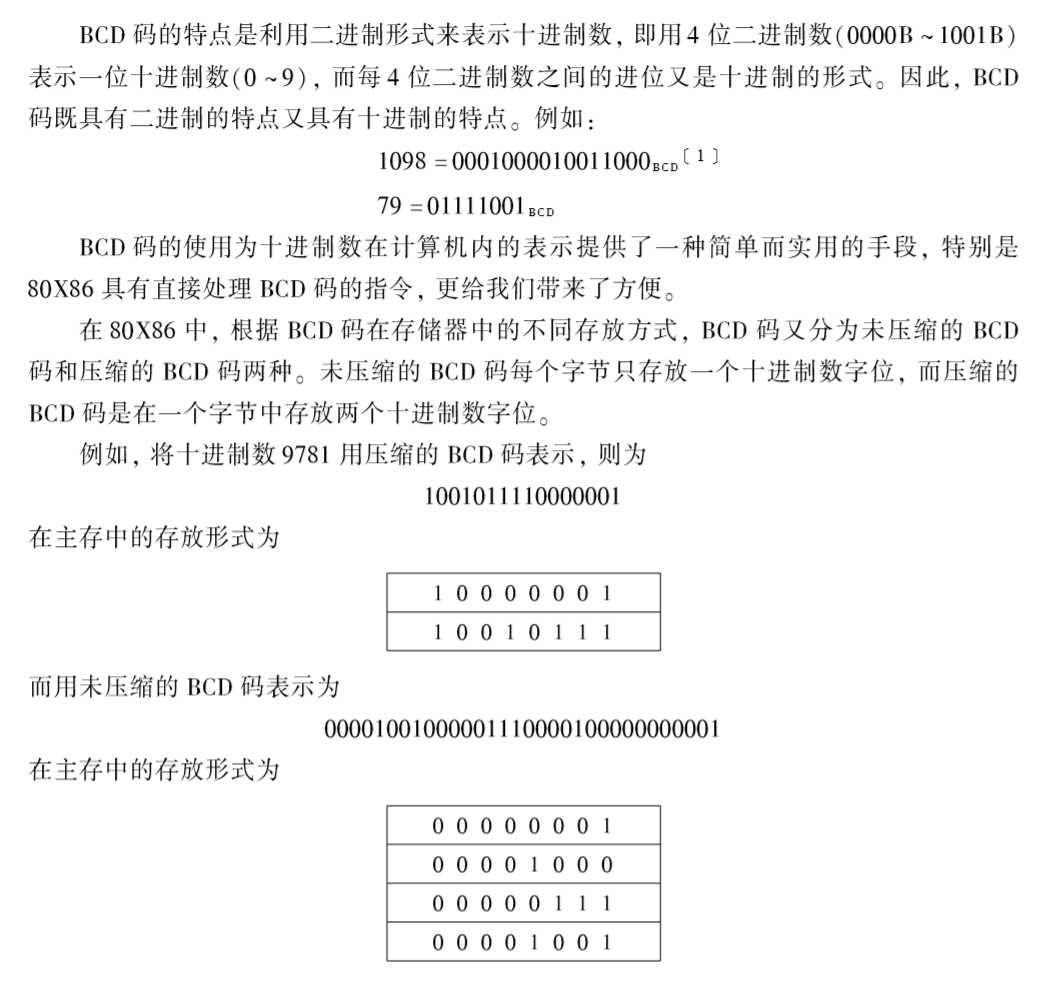 BCD 码的特点是利用二进制形式来表示十进制数，即用 4 位二进制数(0000B ~ 1001B)
表示一位十进制数(0 ~ 9)，而每 4 位二进制数之间的进位又是十进制的形式。因此，BCD
码既具有二进制的特点又具有十进制的特点。例如：
1098 = 0001000010011000BCD〔1〕
79 = 01111001BCD
BCD 码的使用为十进制数在计算机内的表示提供了一种简单而实用的手段，特别是
80X86 具有直接处理 BCD 码的指令，更给我们带来了方便。
在 80X86 中，根据 BCD 码在存储器中的不同存放方式，BCD 码又分为未压缩的 BCD
码和压缩的 BCD 码两种。未压缩的 BCD 码每个字节只存放一个十进制数字位，而压缩的
BCD 码是在一个字节中存放两个十进制数字位。
例如，将十进制数 9781 用压缩的 BCD 码表示，则为
1001011110000001
在主存中的存放形式为
1 0 0 0 0 0 0 1
1 0 0 1 0 1 1 1
而用未压缩的 BCD 码表示为
00001001000001110000100000000001
在主存中的存放形式为
0 0 0 0 0 0 0 1
0 0 0 0 1 0 0 0
0 0 0 0 0 1 1 1
0 0 0 0 1 0 0 1